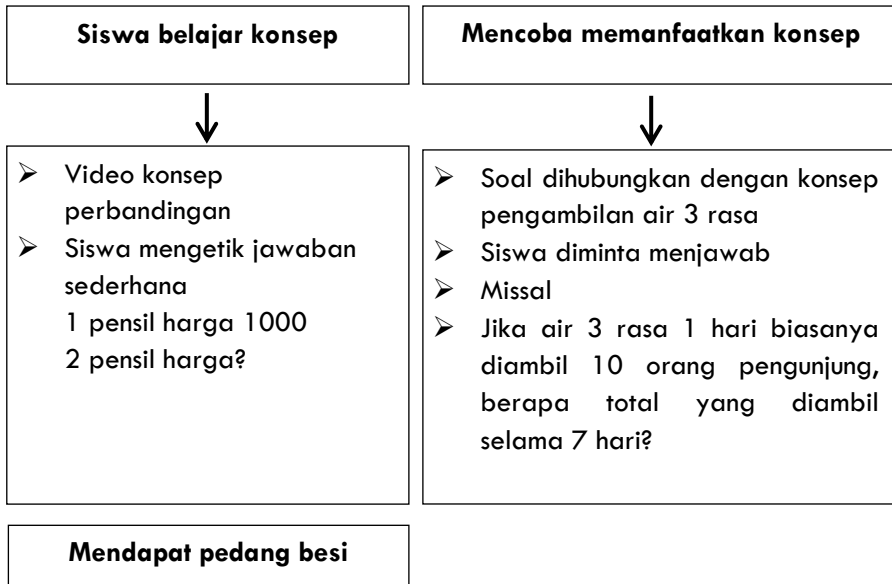 Siswa belajar konsep
Mencoba memanfaatkan konsep
➢ Video konsep
perbandingan
➢ Siswa mengetik jawaban
sederhana
1 pensil harga 1000
2 pensil harga?
➢ Soal dihubungkan dengan konsep
pengambilan air 3 rasa
➢ Siswa diminta menjawab
➢ Missal
➢ Jika air 3 rasa 1 hari biasanya
diambil 10 orang pengunjung,
berapa total yang diambil
selama 7 hari?
Mendapat pedang besi